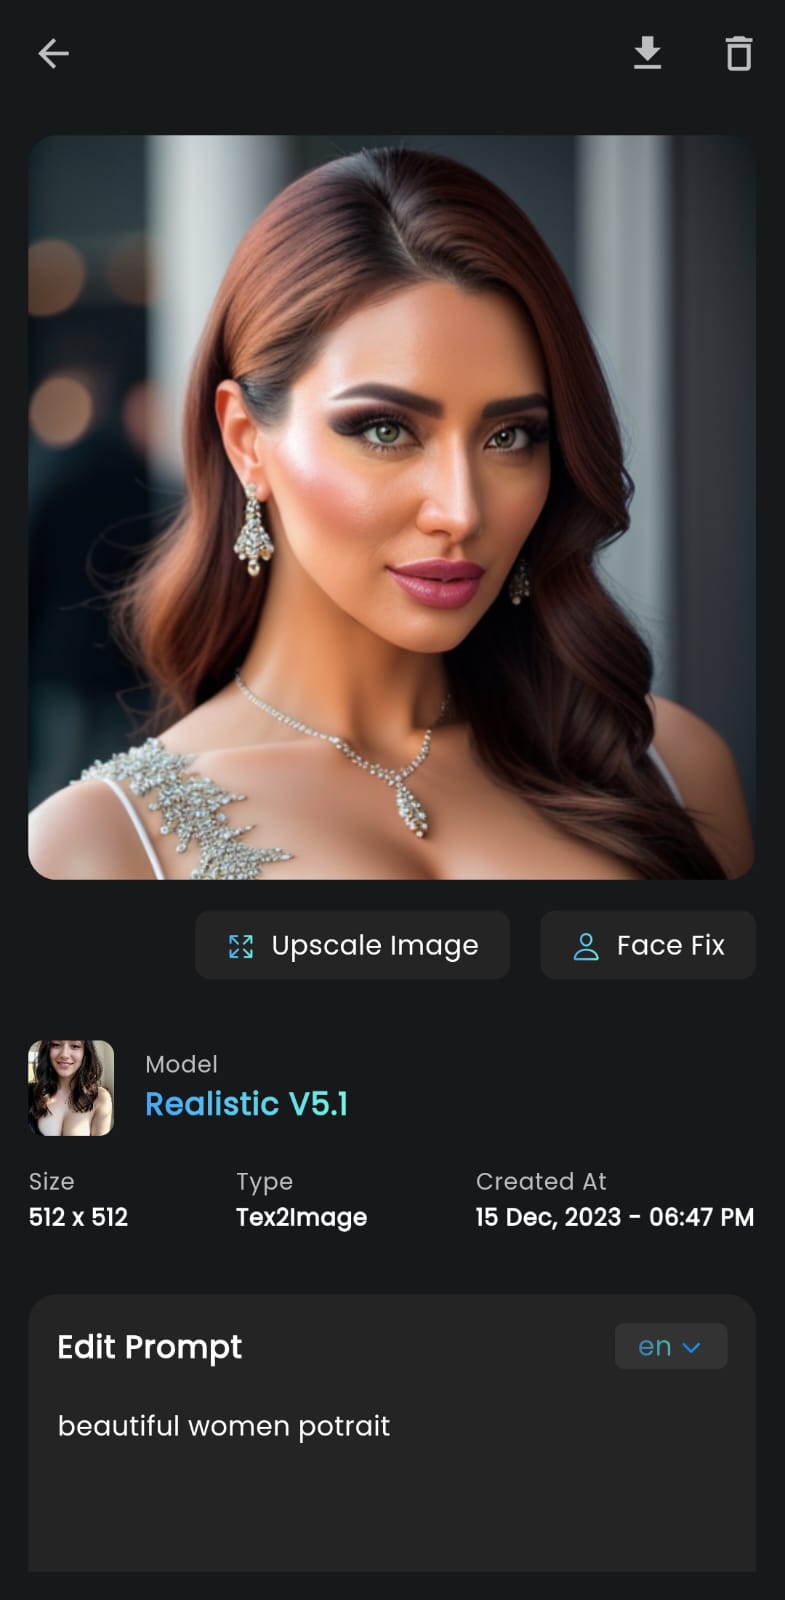 Upscale Image
Face Fix
Model
Realistic V5.1
Size
Type
Created At
512 x 512
Tex2Image
15 Dec, 2023 - 06:47 PM
Edit Prompt
en
beautiful women potrait